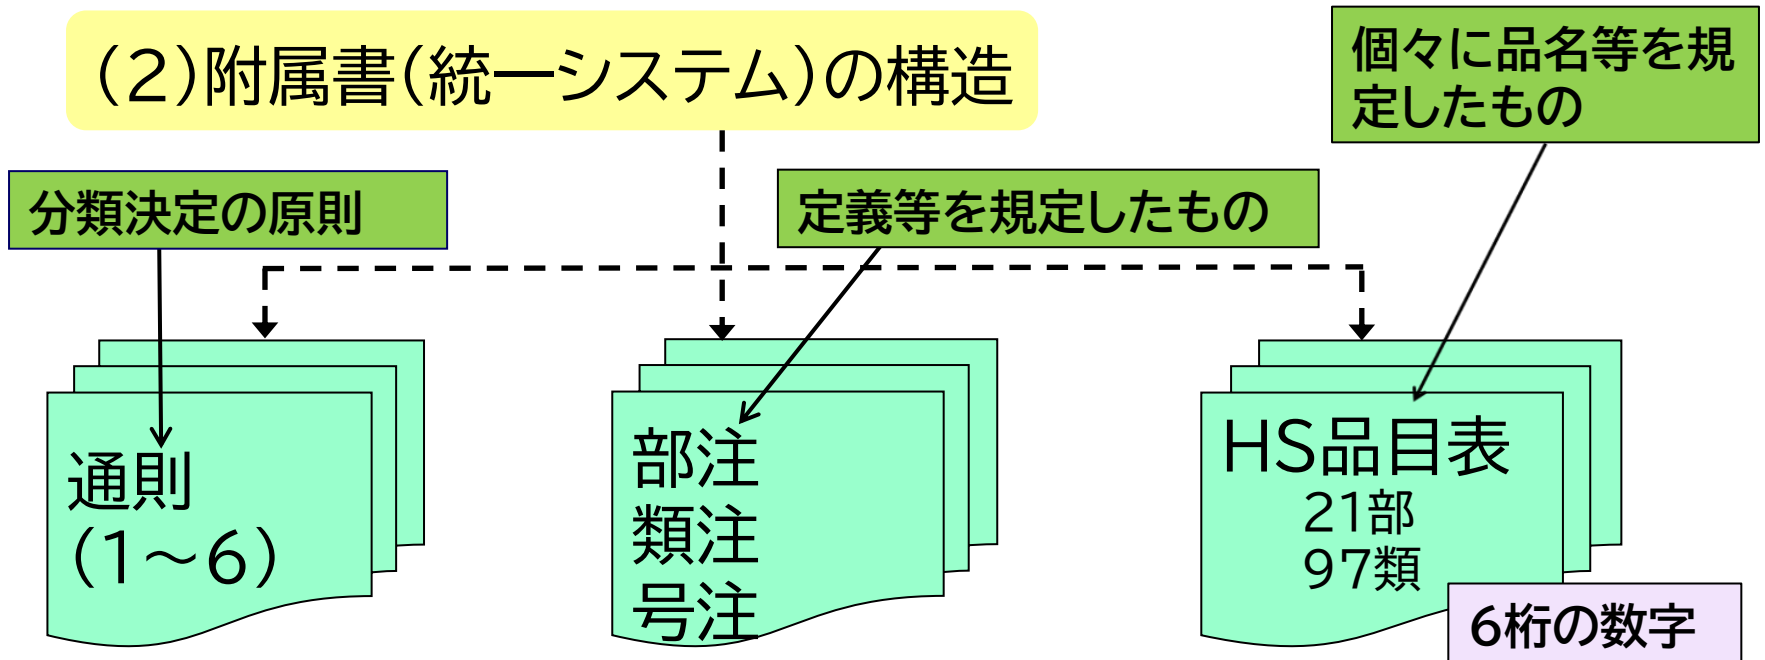 （２）附属書（統一システム）の構造
個々に品名等を規
定したもの
分類決定の原則
定義等を規定したもの
通則
（１～６）
部注
類注
号注
HS品目表
21部
97類
6桁の数字